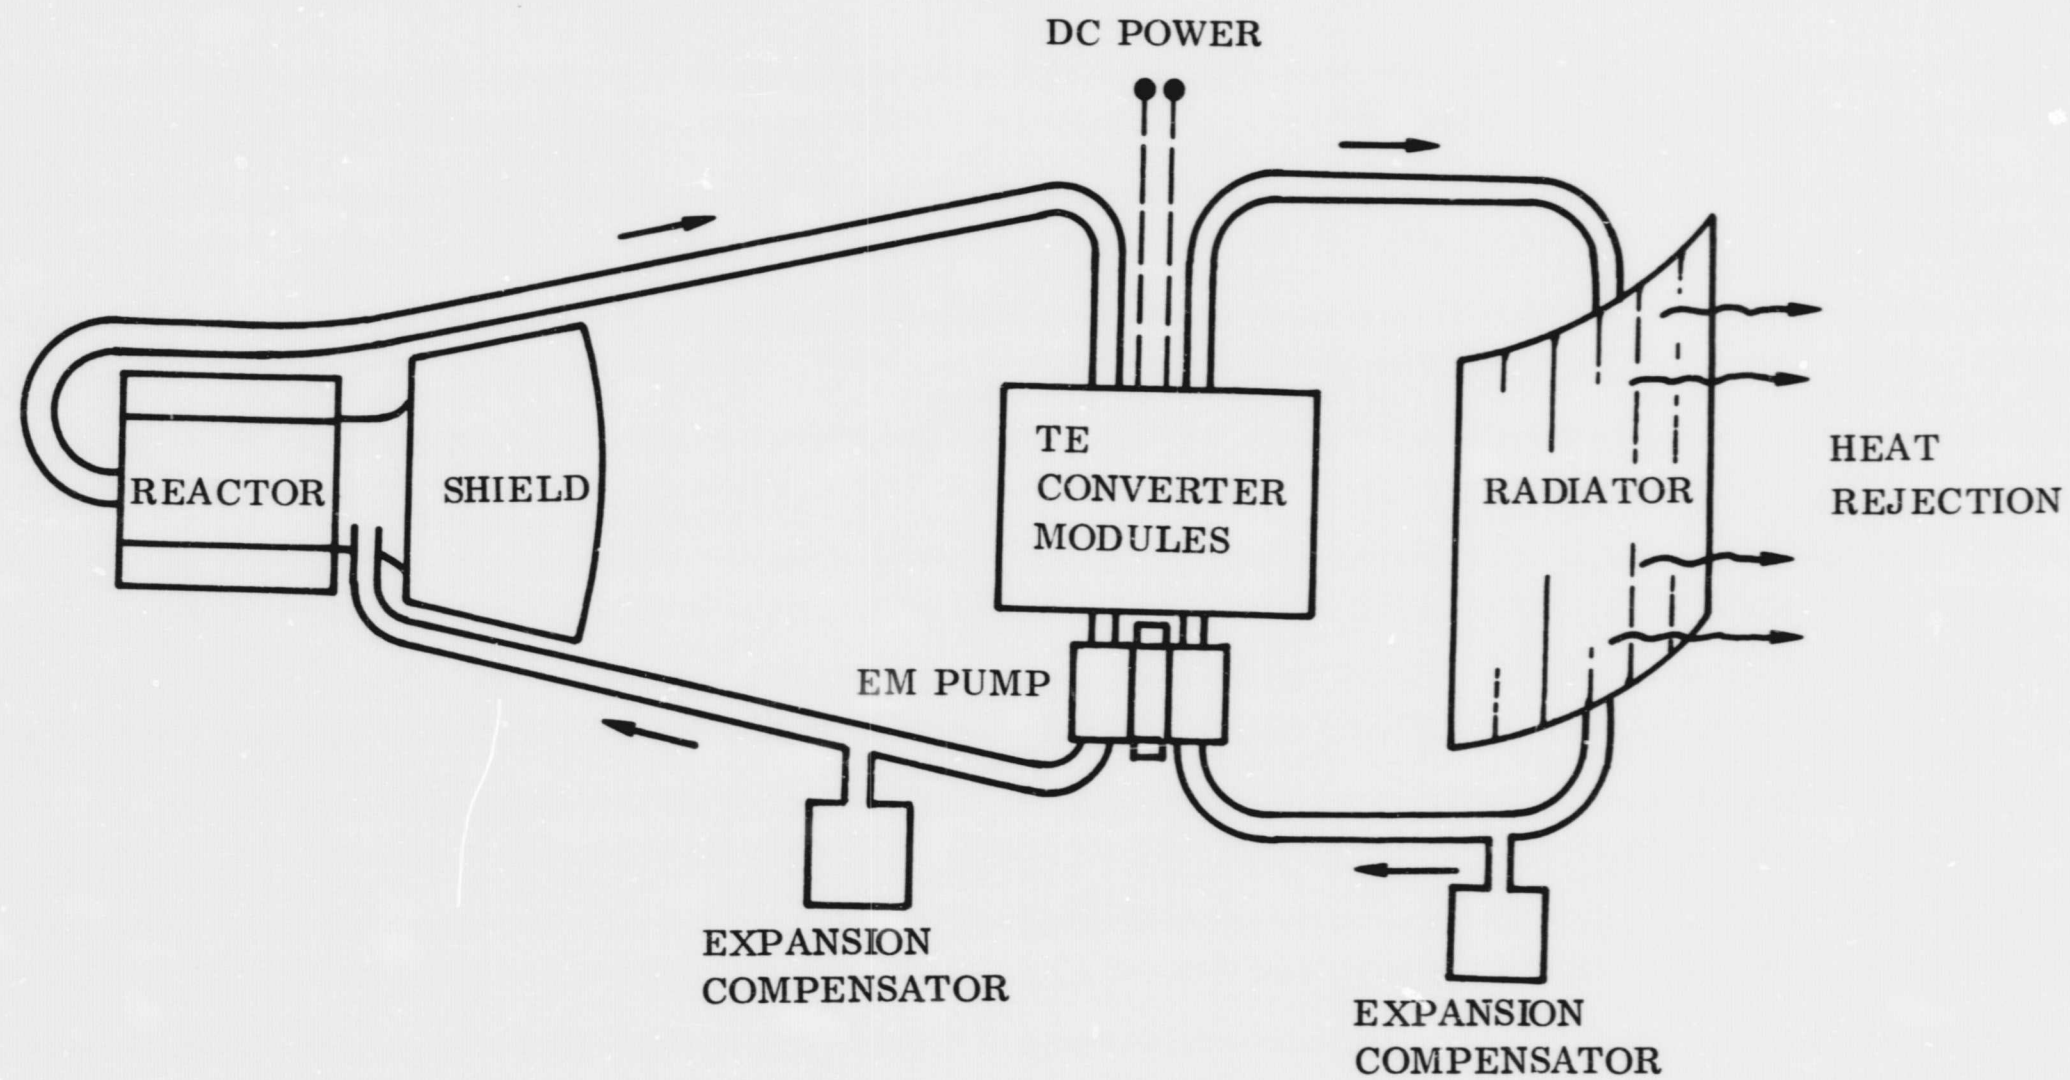 DC POWER
REACTOR
SHIELD
TE
CONVERTER
MODULES
RADIATOR
HEAT
REJECTION
EM PUMP
EXPANSION
COMPENSATOR
EXPANSION
COMPENSATOR